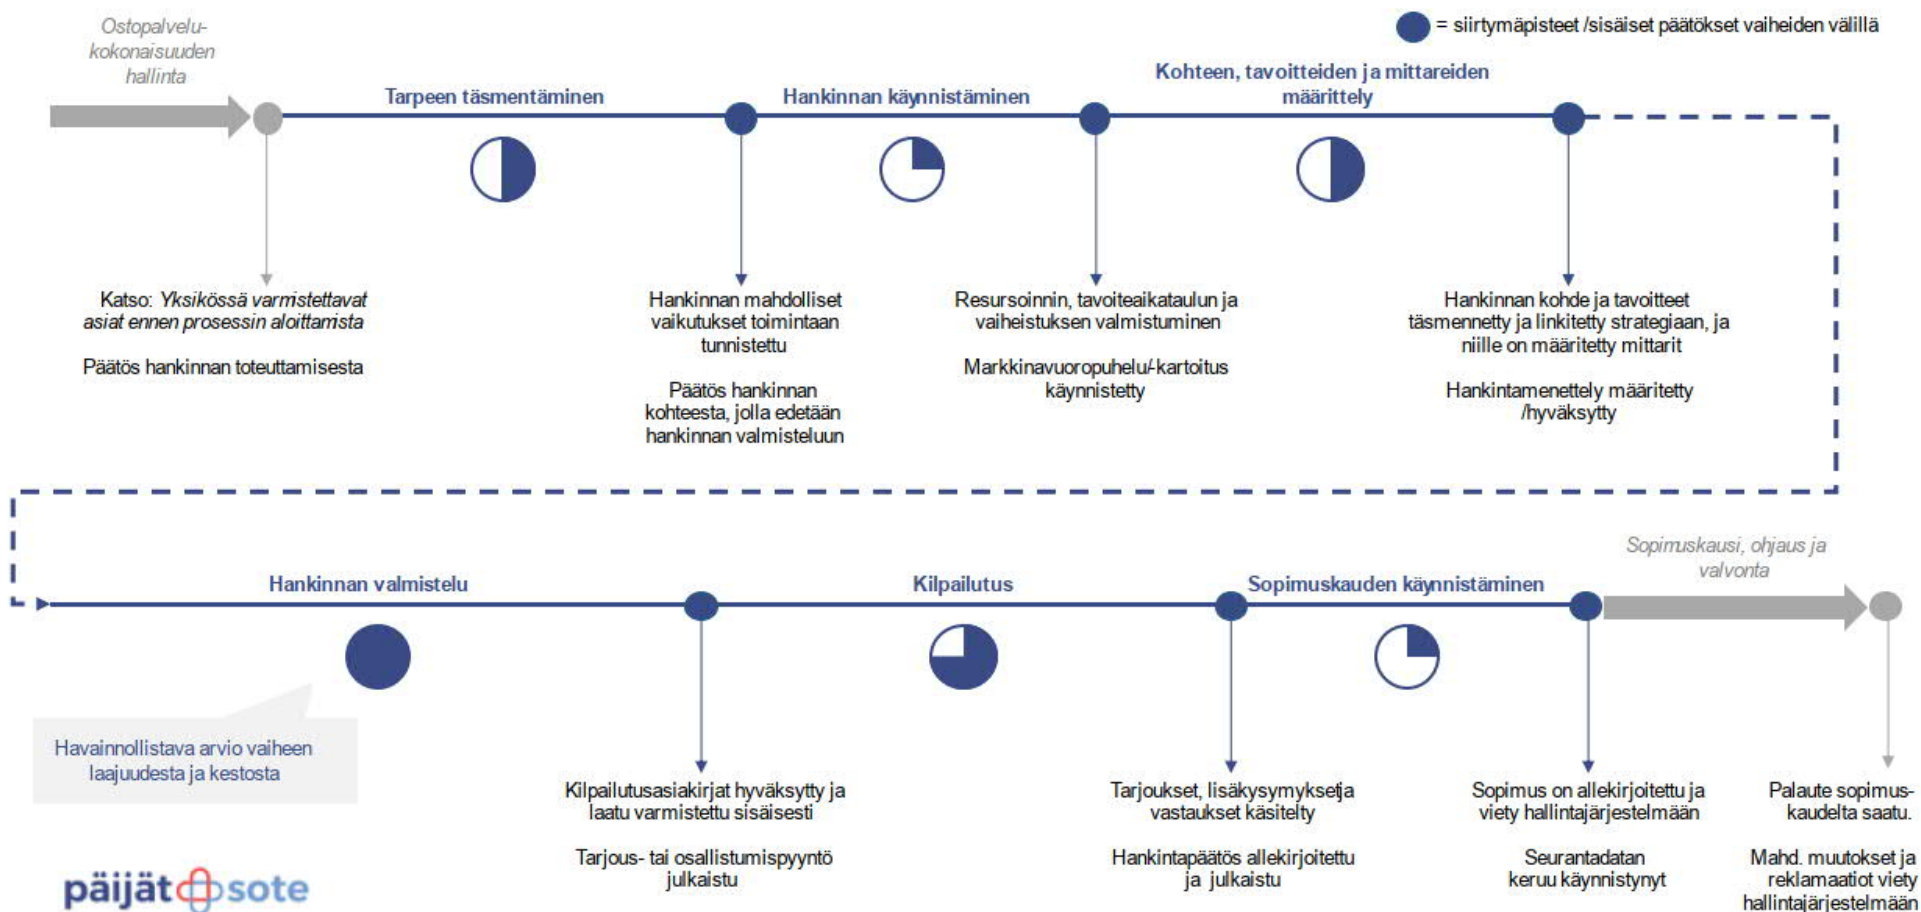 = siirtymäpisteet /sisäiset päätökset vaiheiden välillä
Ostopalvelu-
kokonaisuuden
hallinta
Tarpeen täsmentäminen
Hankinnan käynnistäminen
Kohteen, tavoitteiden ja mittareiden
määrittely
Katso: Yksikössä varmistettavat
asiat ennen prosessin aloittamista
Päätös hankinnan toteuttamisesta
Hankinnan mahdolliset
vaikutukset toimintaan
tunnistettu
Päätös hankinnan
kohteesta, jolla edetään
hankinnan valmisteluun
Resursoinnin, tavoiteaikataulun ja
vaiheistuksen valmistuminen
Markkinavuoropuhelu/-kartoitus
käynnistetty
Hankinnan kohde ja tavoitteet
täsmennetty ja linkitetty strategiaan, ja
niille on määritetty mittarit
Hankintamenettely määritetty
/hyväksytty
Hankinnan valmistelu
Kilpailutus
Sopimuskauden käynnistäminen
Sopimuskausi, ohjaus ja
valvonta
Havainnollistava arvio vaiheen
laajuudesta ja kestosta
Kilpailutusasiakirjat hyväksytty ja
laatu varmistettu sisäisesti
Tarjous- tai osallistumispyyntö
julkaistu
Tarjoukset, lisäkysymyksetja
vastaukset käsitelty
Hankintapäätös allekirjoitettu
ja julkaistu
Sopimus on allekirjoitettu ja
viety hallintajärjestelmään
Seurantadatan
keruu käynnistynyt
Palaute sopimus-
kaudelta saatu.
Mahd. muutokset ja
reklamaatiot viety
hallintajärjestelmään
päijät sote